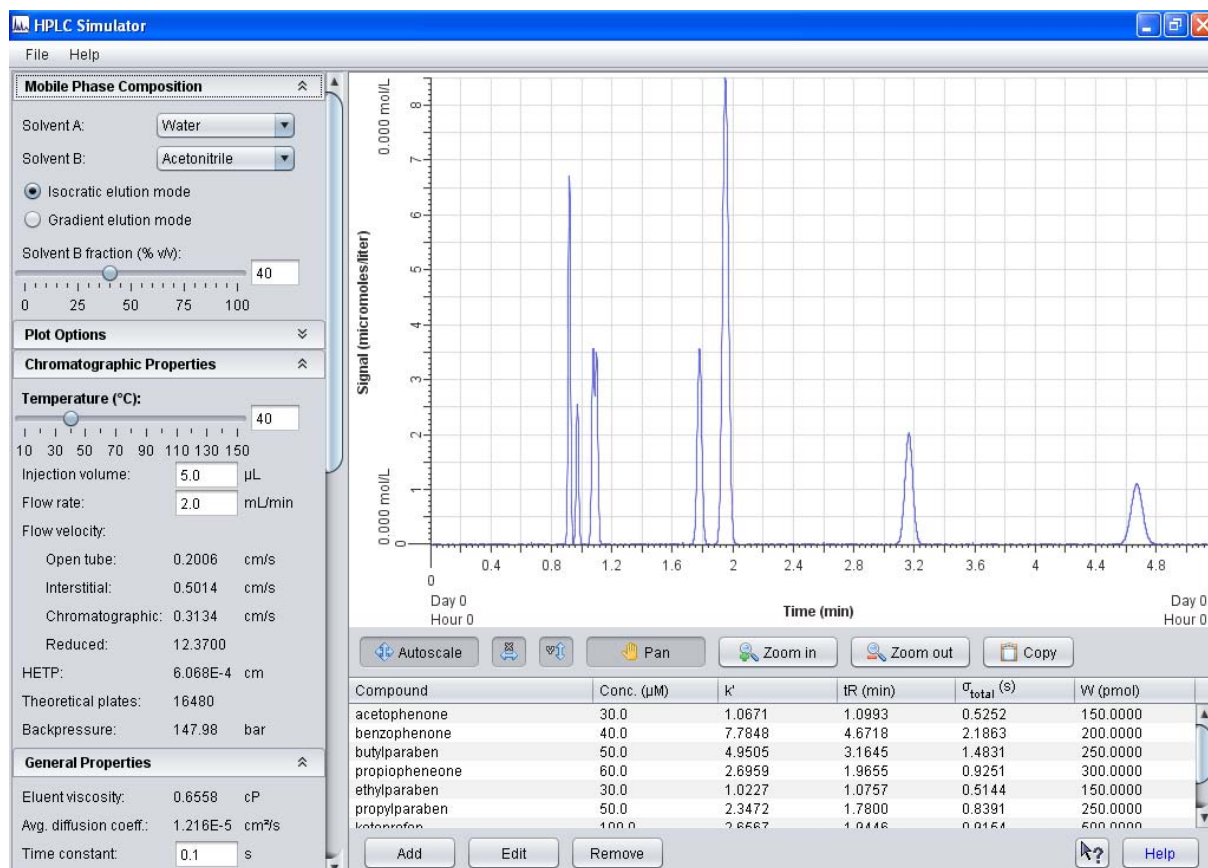 HPLC Simulator
File Help
Mobile Phase Composition
Solvent A: Water
Solvent B: Acetonitrile
Isocratic elution mode
Gradient elution mode
Solvent B fraction (% v/v):
40
0 25 50 75 100
Plot Options
Chromatographic Properties
Temperature (°C):
40
10 30 50 70 90 110 130 150
Injection volume: 5.0 µL
Flow rate: 2.0 mL/min
Flow velocity:
Open tube: 0.2006 cm/s
Interstitial: 0.5014 cm/s
Chromatographic: 0.3134 cm/s
Reduced: 12.3700
HETP: 6.068E-4 cm
Theoretical plates: 16480
Backpressure: 147.98 bar
General Properties
Eluent viscosity: 0.6558 cP
Avg. diffusion coeff.: 1.216E-5 cm²/s
Time constant: 0.1 s
Signal (micromoles/liter)
0.000 mol/L
0.000 mol/L
8
7
6
5
4
3
2
1
0
0.4 0.8 1.2 1.6 2 2.4 2.8 3.2 3.6 4 4.4 4.8
0
Day 0 Day 0
Hour 0 Hour 0
Time (min)
Autoscale Pan Zoom in Zoom out Copy
Compound Conc. (µM) k' tR (min) σtotal (s) W (pmol)
acetophenone 30.0 1.0671 1.0993 0.5252 150.0000
benzophenone 40.0 7.7848 4.6718 2.1863 200.0000
butylparaben 50.0 4.9505 3.1645 1.4831 250.0000
propiopheneone 60.0 2.6959 1.9655 0.9251 300.0000
ethylparaben 30.0 1.0227 1.0757 0.5144 150.0000
propylparaben 50.0 2.3472 1.7800 0.8391 250.0000
ketoprofen 100.0 2.6567 1.9446 0.9154 500.0000
Add Edit Remove Help